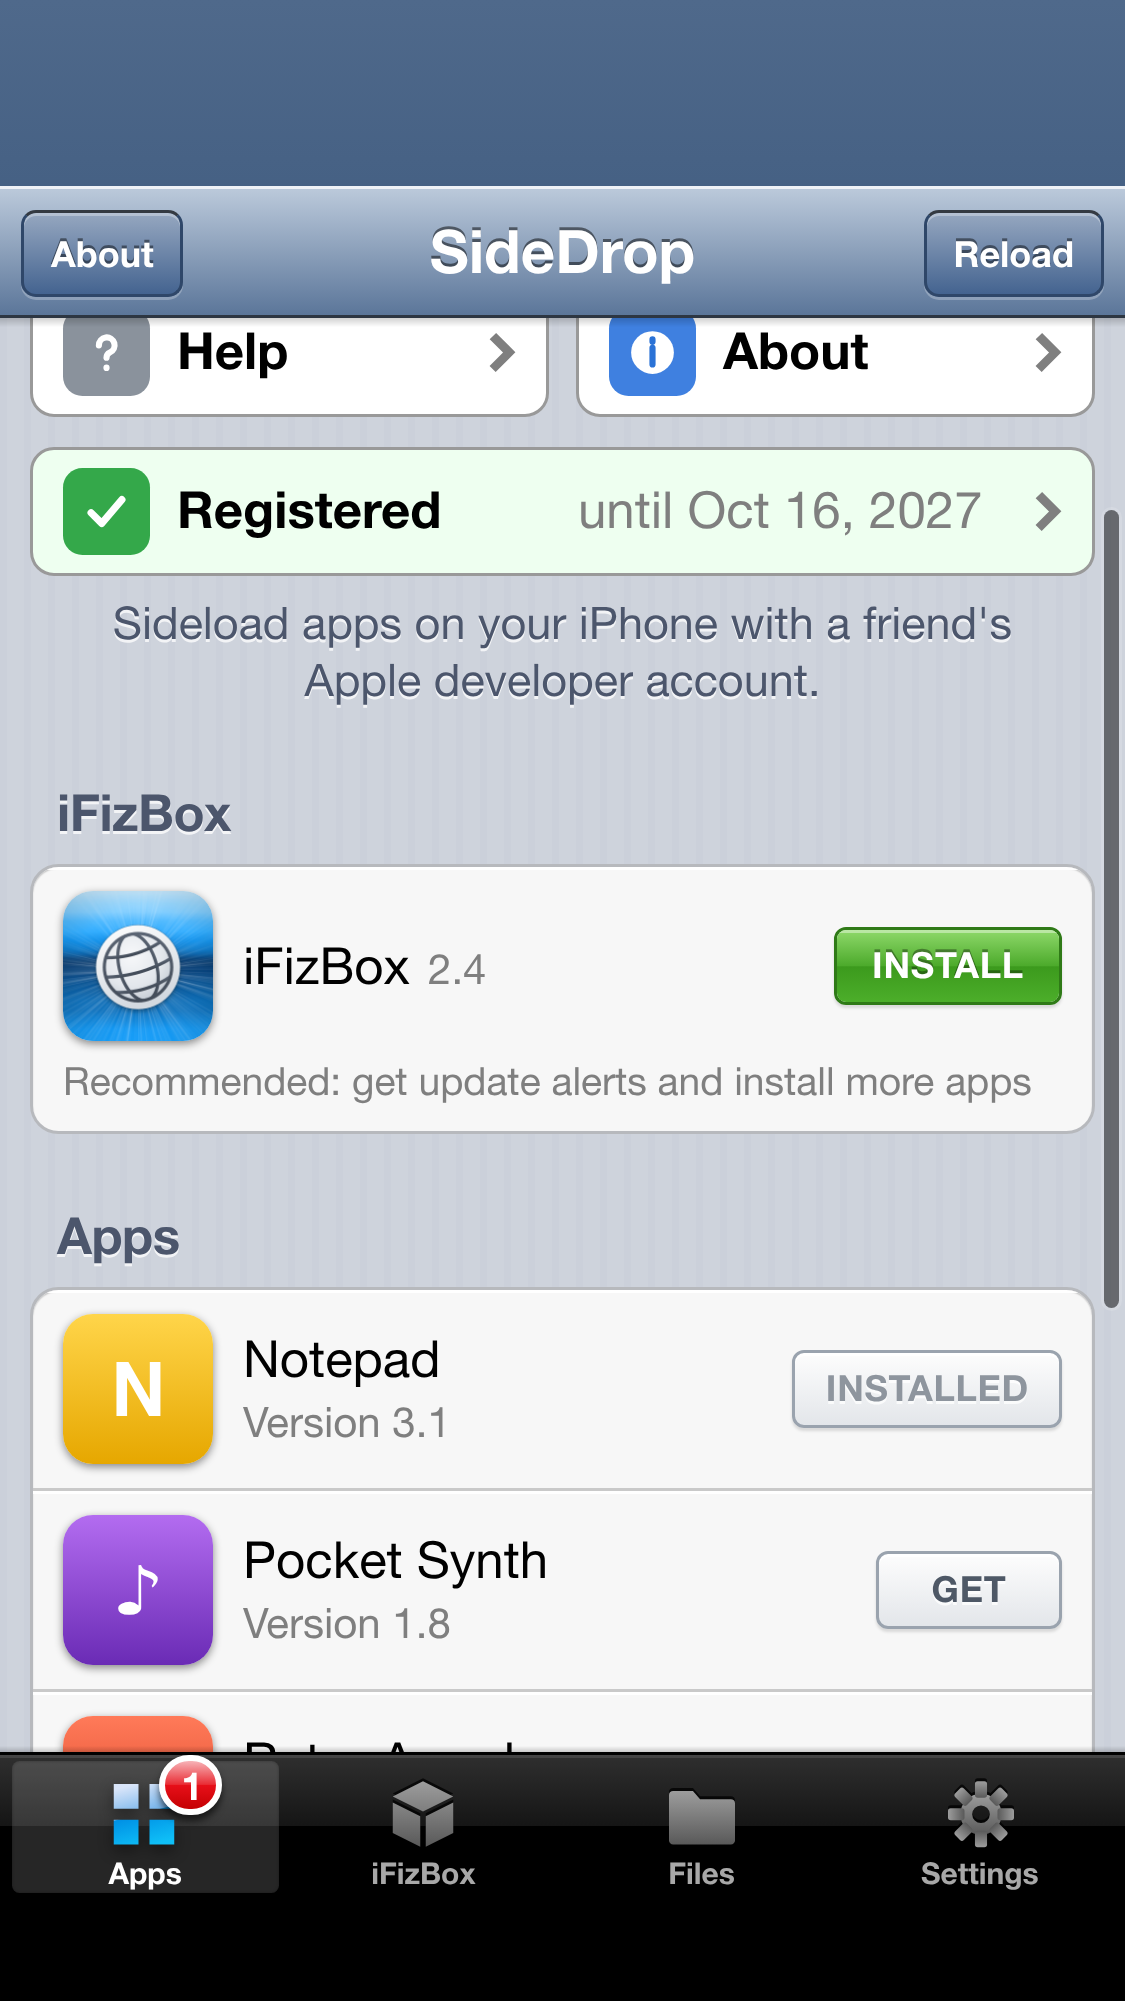 About
SideDrop
Reload
Help
About
Registered
until Oct 16, 2027
Sideload apps on your iPhone with a friend's
Apple developer account.
iFizBox
iFizBox 2.4
INSTALL
Recommended: get update alerts and install more apps
Apps
N
Notepad
Version 3.1
INSTALLED
Pocket Synth
Version 1.8
GET
1
Apps
iFizBox
Files
Settings